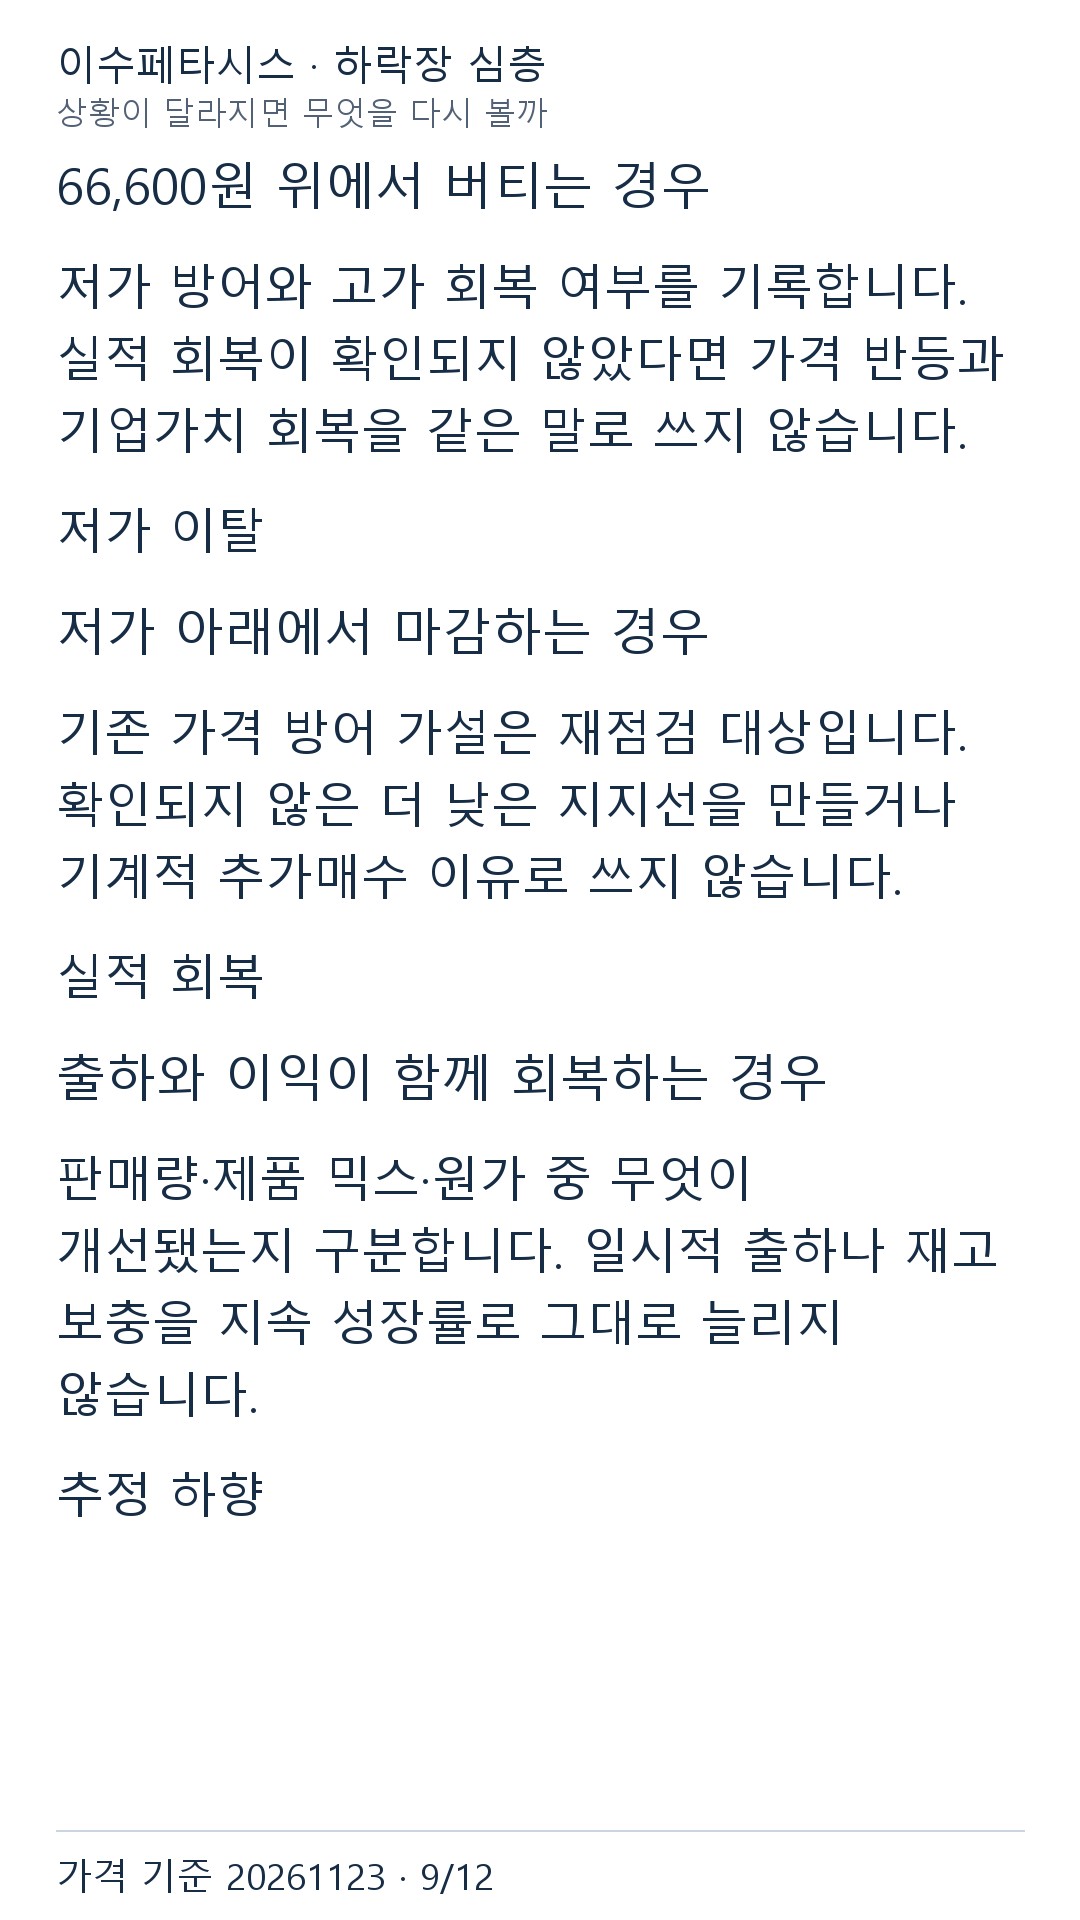 이수페타시스 · 하락장 심층
상황이 달라지면 무엇을 다시 볼까
66,600원 위에서 버티는 경우
저가 방어와 고가 회복 여부를 기록합니다.
실적 회복이 확인되지 않았다면 가격 반등과
기업가치 회복을 같은 말로 쓰지 않습니다.
저가 이탈
저가 아래에서 마감하는 경우
기존 가격 방어 가설은 재점검 대상입니다.
확인되지 않은 더 낮은 지지선을 만들거나
기계적 추가매수 이유로 쓰지 않습니다.
실적 회복
출하와 이익이 함께 회복하는 경우
판매량·제품 믹스·원가 중 무엇이
개선됐는지 구분합니다. 일시적 출하나 재고
보충을 지속 성장률로 그대로 늘리지
않습니다.
추정 하향
가격 기준 20261123 · 9/12